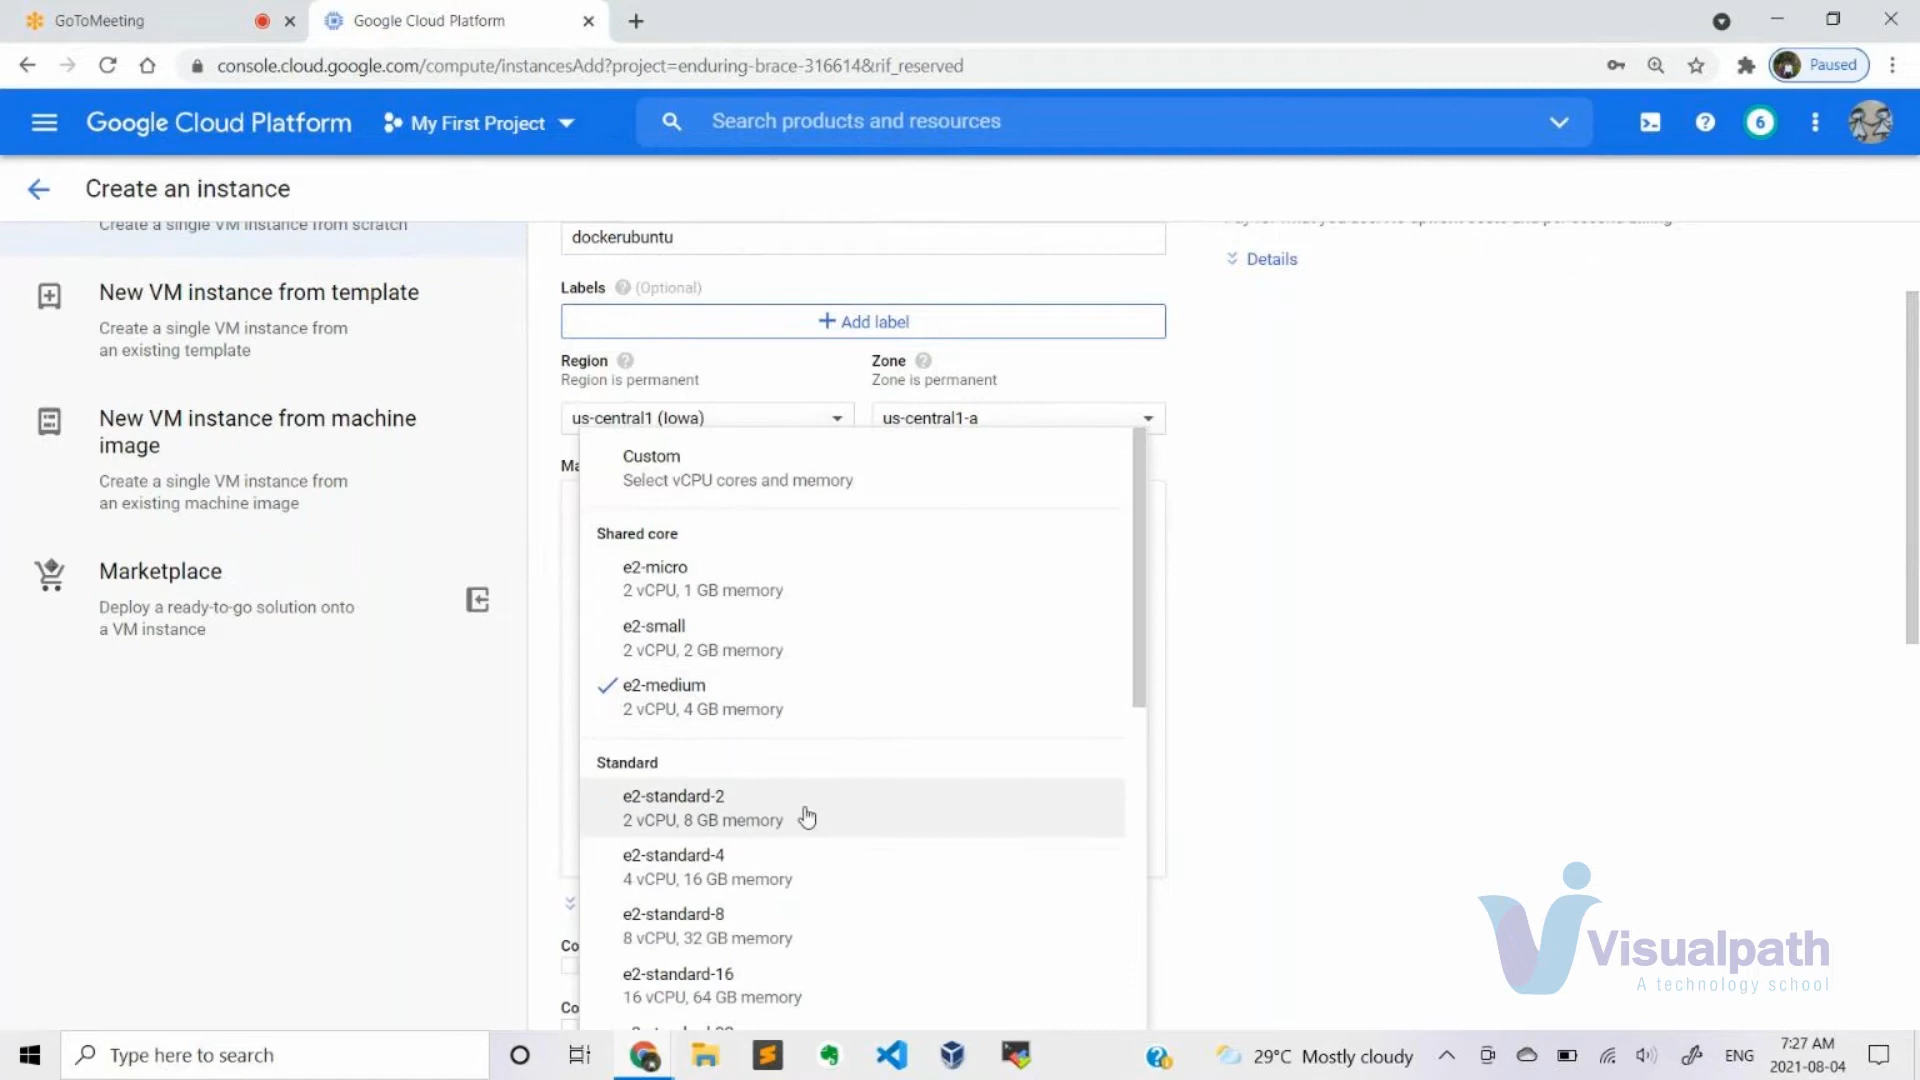 GoToMeeting
Google Cloud Platform
console.cloud.google.com/compute/instancesAdd?project=enduring-brace-316614&rif_reserved
Paused
Google Cloud Platform
My First Project
Search products and resources
6
Create an instance
Create a single VM instance from scratch
New VM instance from template
Create a single VM instance from
an existing template
New VM instance from machine
image
Create a single VM instance from
an existing machine image
Marketplace
Deploy a ready-to-go solution onto
a VM instance
dockerubuntu
Labels (Optional)
Add label
Region
Region is permanent
Zone
Zone is permanent
us-central1 (Iowa)
us-central1-a
Details
Ma
Custom
Select vCPU cores and memory
Shared core
e2-micro
2 vCPU, 1 GB memory
e2-small
2 vCPU, 2 GB memory
e2-medium
2 vCPU, 4 GB memory
Standard
e2-standard-2
2 vCPU, 8 GB memory
e2-standard-4
4 vCPU, 16 GB memory
e2-standard-8
8 vCPU, 32 GB memory
Co
e2-standard-16
16 vCPU, 64 GB memory
Co
Visualpath
A technology school
Type here to search
29°C Mostly cloudy
ENG
7:27 AM
2021-08-04